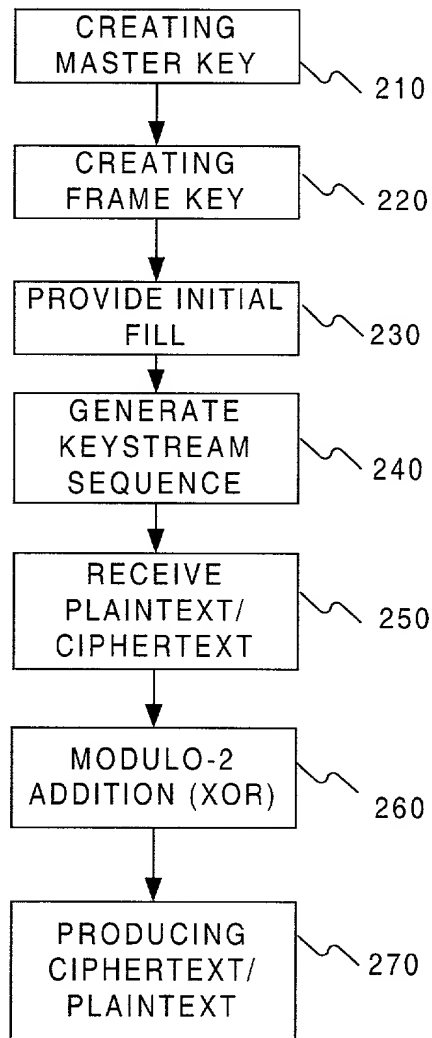 CREATING
MASTER KEY
210
CREATING
FRAME KEY
220
PROVIDE INITIAL
FILL
230
GENERATE
KEYSTREAM
SEQUENCE
240
RECEIVE
PLAINTEXT/
CIPHERTEXT
250
MODULO-2
ADDITION (XOR)
260
PRODUCING
CIPHERTEXT/
PLAINTEXT
270